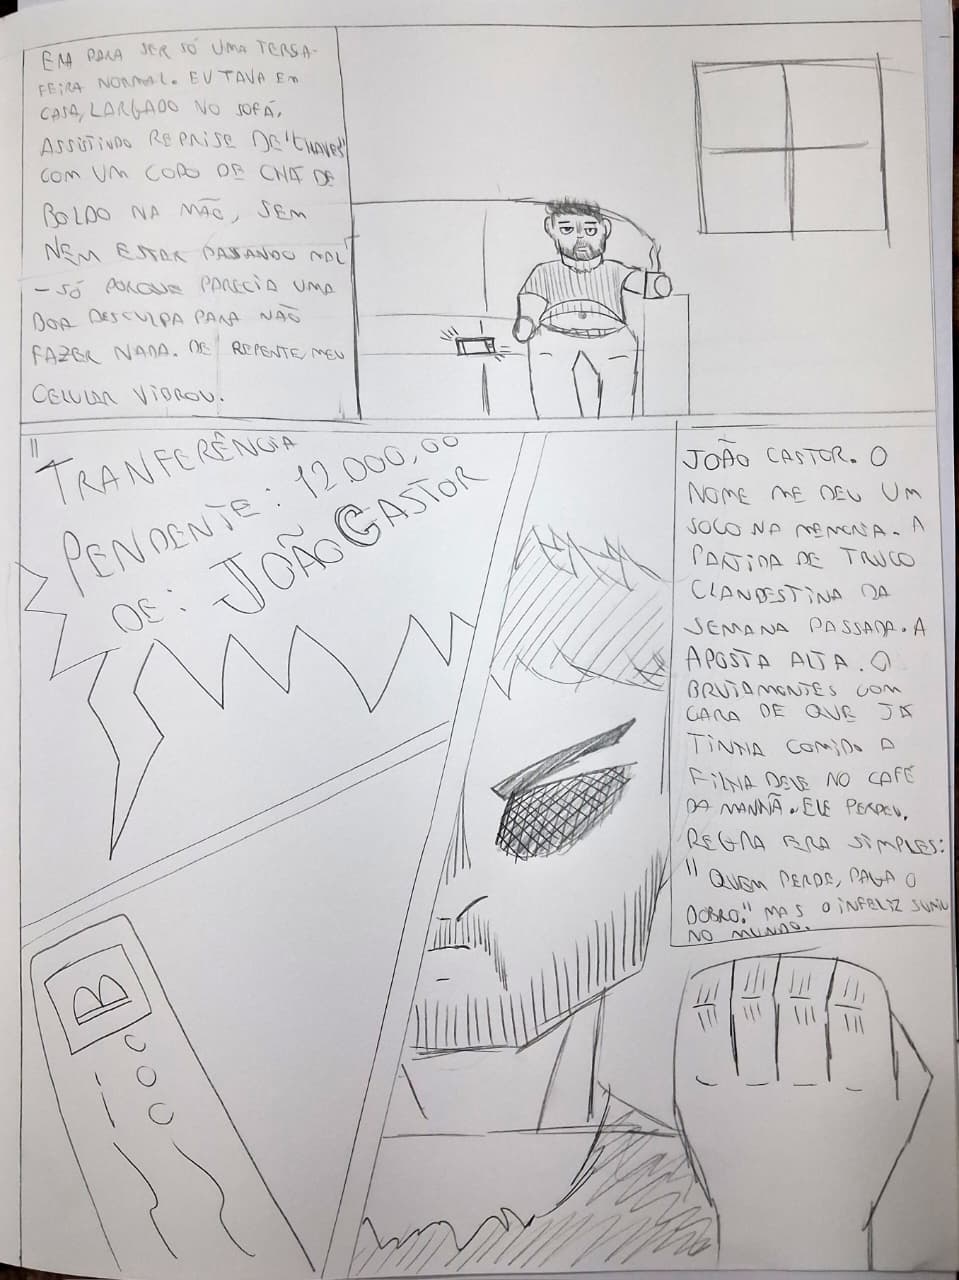 ERA PARA SER SÓ UMA TERSA-
FEIRA NORMAL. EU TAVA EM
CASA, LARGADO NO SOFÁ,
ASSISTINDO REPRISE DE "CHAVES"
COM UM COPO DE CHÁ DE
BOLDO NA MÃO, SEM
NEM ESTAR PASSANDO MAL
- SÓ PORQUE PARECIA UMA
BOA DESCULPA PARA NÃO
FAZER NADA. DE REPENTE, MEU
CELULAR VIBROU.
"TRANFERÊNCIA
PENDENTE: 12.000,00
DE: JOÃO CASTOR
JOÃO CASTOR. O
NOME ME DEU UM
SOCO NA MEMORIA. A
PARTIDA DE TRUCO
CLANDESTINA DA
SEMANA PASSADA. A
APOSTA ALTA. O
BRUTAMONTES COM
CARA DE QUE JÁ
TINHA COMIDO A
FILHA DELE NO CAFÉ
DA MANHÃ. ELE PERDEU.
REGRA ERA SIMPLES:
"QUEM PERDE, PAGA O
DOBRO." MAS O INFELIZ SUMIU
NO MUNDO.
B